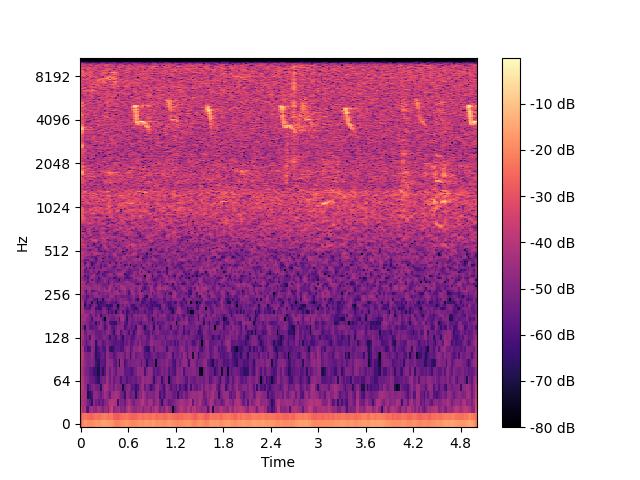 8192
4096
2048
1024
512
256
128
64
0
Hz
0 0.6 1.2 1.8 2.4 3 3.6 4.2 4.8
Time
-10 dB
-20 dB
-30 dB
-40 dB
-50 dB
-60 dB
-70 dB
-80 dB